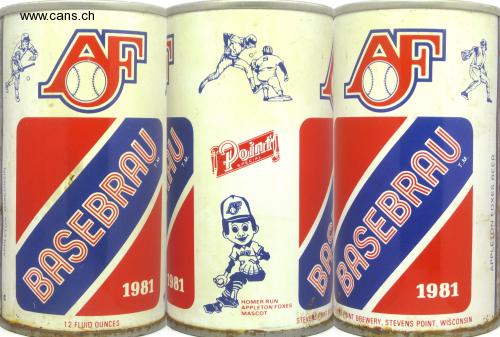 www.cans.ch
AF
BASEBRAU T.M.
1981
12 FLUID OUNCES
Point
SPECIAL
AF
HOMER RUN
APPLETON FOXES
MASCOT
BASEBRAU
1981
STEVENS
AF
BASEBRAU T.M.
1981
POINT BREWERY, STEVENS POINT, WISCONSIN
APPLETON FOXES BEER